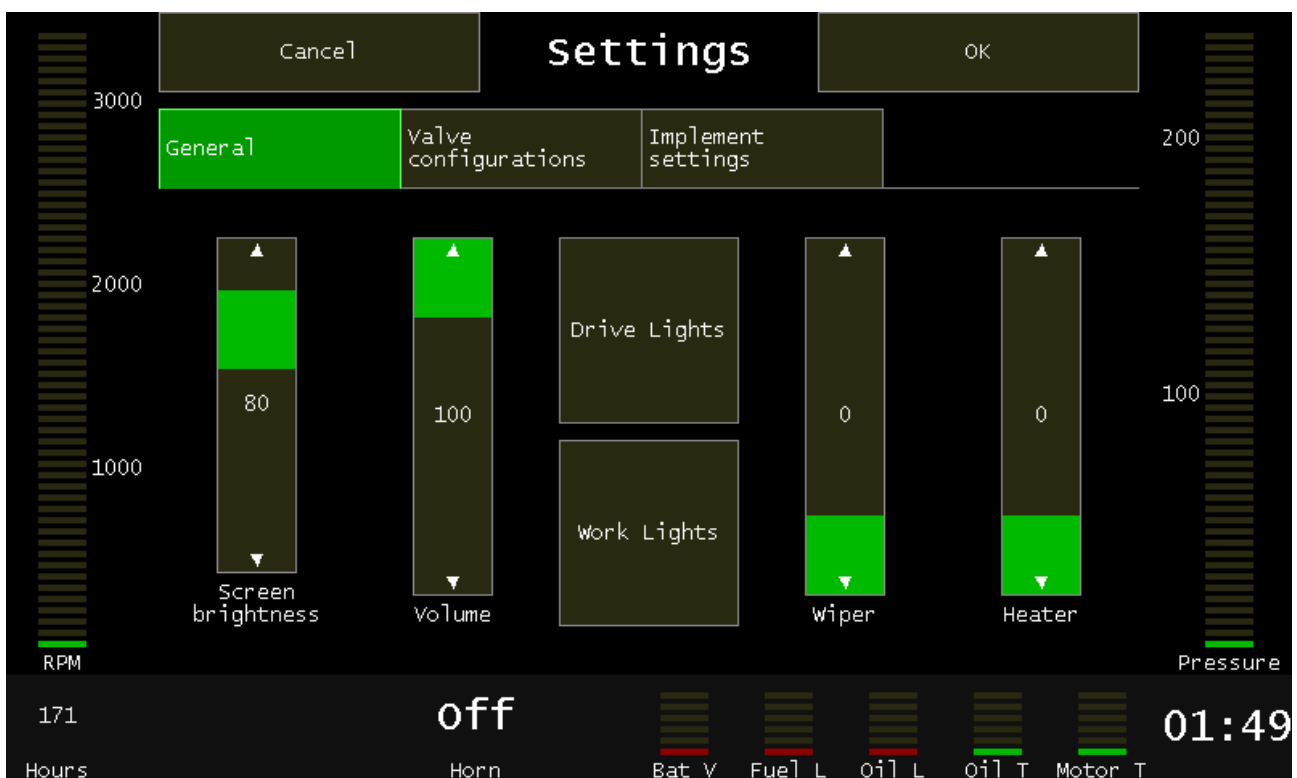 Cancel
Settings
OK
3000
General
Valve
configurations
Implement
settings
200
2000
Drive Lights
80
100
0
0
100
1000
Work Lights
Screen
brightness
Volume
Wiper
Heater
RPM
Pressure
171
Off
01:49
Hours
Horn
Bat V
Fuel L
Oil L
Oil T
Motor T